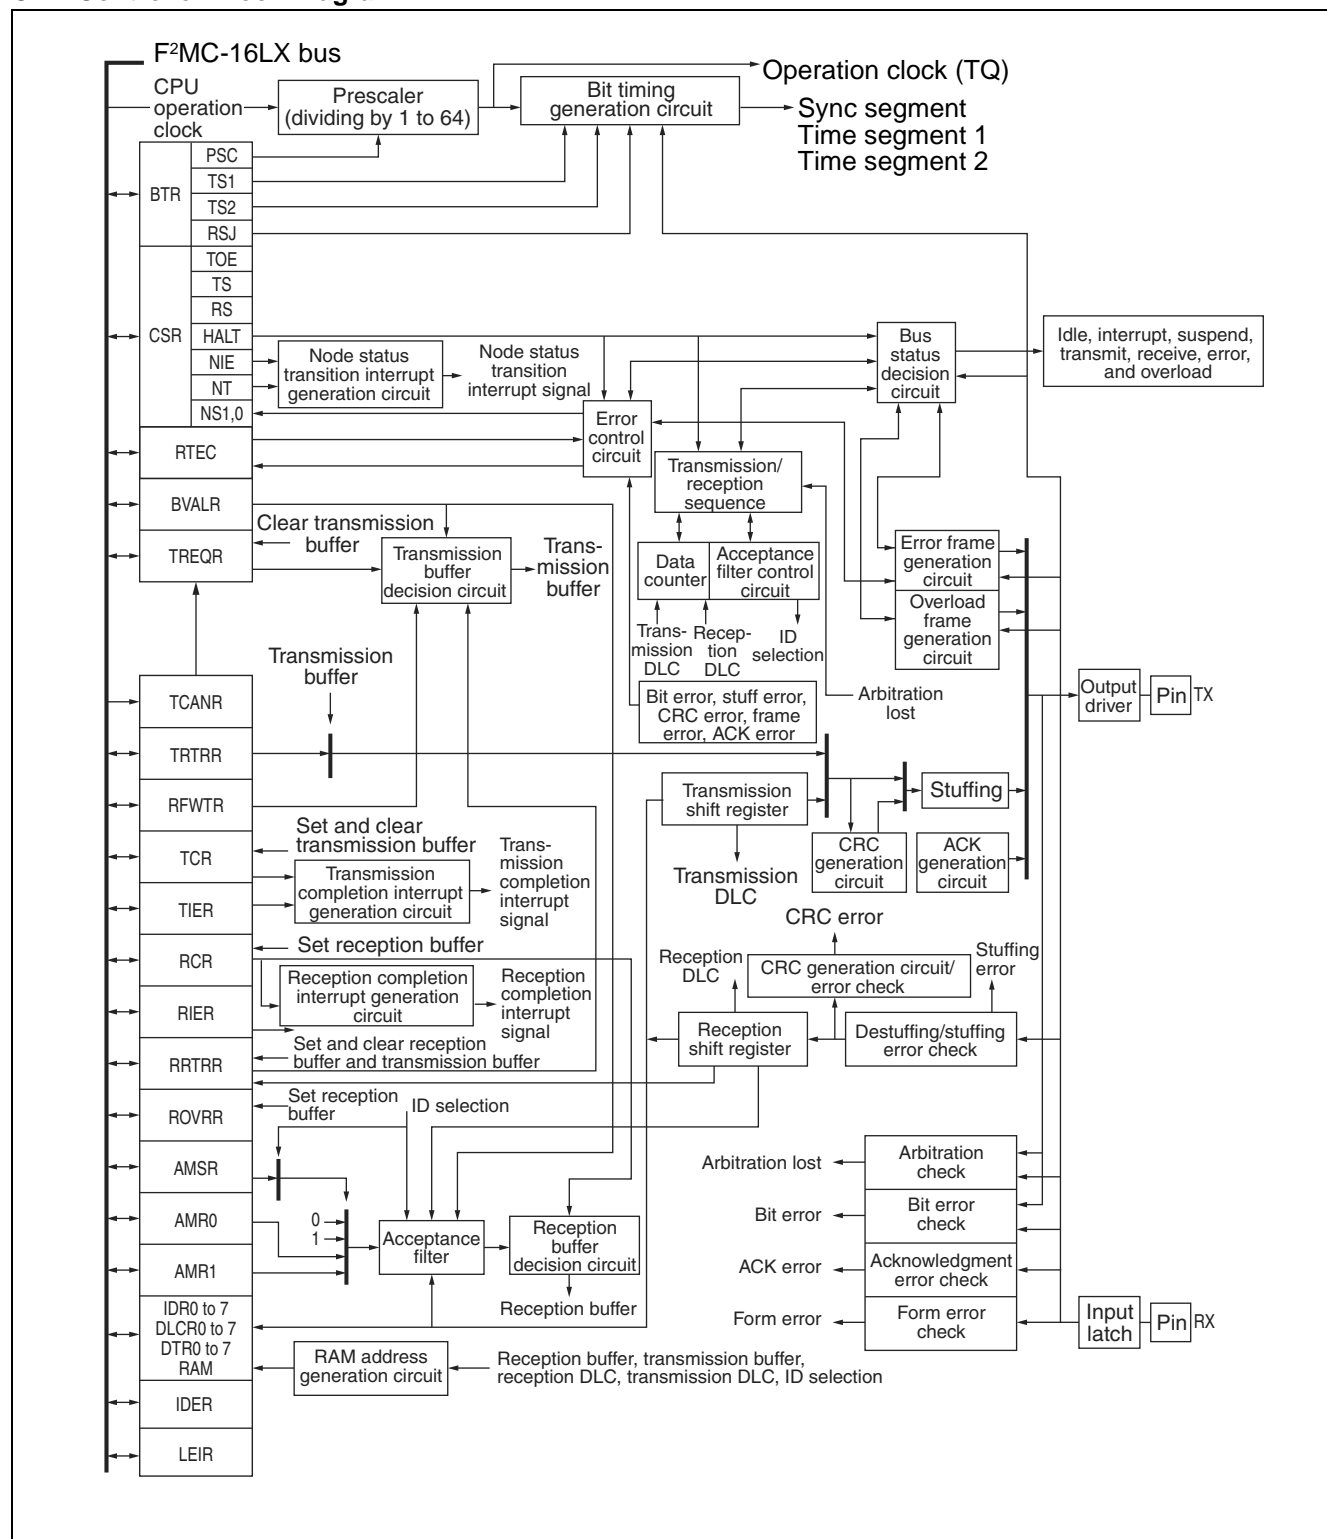 F²MC-16LX bus
Operation clock (TQ)
CPU
operation
clock
Prescaler
(dividing by 1 to 64)
Bit timing
generation circuit
Sync segment
Time segment 1
Time segment 2
BTR
PSC
TS1
TS2
RSJ
CSR
TOE
TS
RS
HALT
NIE
NT
NS1,0
Node status
transition interrupt
generation circuit
Node status
transition
interrupt signal
Bus
status
decision
circuit
Idle, interrupt, suspend,
transmit, receive, error,
and overload
Error
control
circuit
RTEC
Transmission/
reception
sequence
BVALR
TREQR
Clear transmission
buffer
Transmission
buffer
decision circuit
Trans-
mission
buffer
Data
counter
Acceptance
filter control
circuit
Error frame
generation
circuit
Overload
frame
generation
circuit
Trans-
mission
DLC
Recep-
tion
DLC
ID
selection
Transmission
buffer
Bit error, stuff error,
CRC error, frame
error, ACK error
Arbitration
lost
Output
driver
Pin
TX
TCANR
TRTRR
RFWTR
TCR
TIER
RCR
RIER
RRTRR
ROVRR
AMSR
AMR0
AMR1
IDR0 to 7
DLCR0 to 7
DTR0 to 7
RAM
IDER
LEIR
Transmission
shift register
Stuffing
CRC
generation
circuit
ACK
generation
circuit
Transmission
DLC
Set and clear
transmission buffer
Transmission
completion interrupt
generation circuit
Trans-
mission
completion
interrupt
signal
CRC error
Set reception buffer
Reception
DLC
CRC generation circuit/
error check
Stuffing
error
Reception completion
interrupt generation
circuit
Reception
completion
interrupt
signal
Reception
shift register
Destuffing/stuffing
error check
Set and clear reception
buffer and transmission buffer
Set reception
buffer
ID selection
Arbitration lost
Arbitration
check
Bit error
Bit error
check
ACK error
Acknowledgment
error check
Form error
Form error
check
0
1
Acceptance
filter
Reception
buffer
decision circuit
Reception buffer
Input
latch
Pin
RX
RAM address
generation circuit
Reception buffer, transmission buffer,
reception DLC, transmission DLC, ID selection